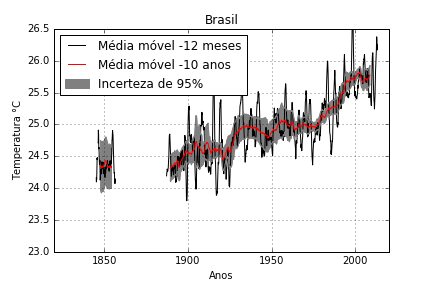 Brasil
26.5
26.0
25.5
25.0
24.5
24.0
23.5
23.0
Temperatura °C
Média móvel -12 meses
Média móvel -10 anos
Incerteza de 95%
1850 1900 1950 2000
Anos